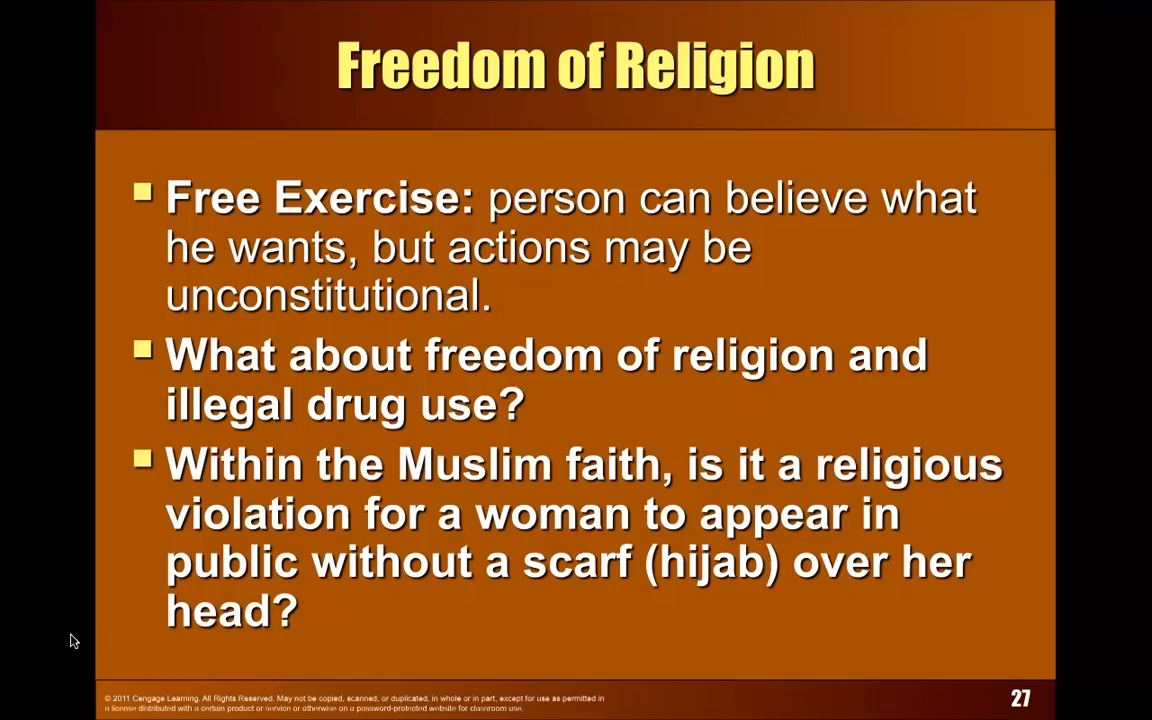 Freedom of Religion
Free Exercise: person can believe what
he wants, but actions may be
unconstitutional.
What about freedom of religion and
illegal drug use?
Within the Muslim faith, is it a religious
violation for a woman to appear in
public without a scarf (hijab) over her
head?
© 2011 Cengage Learning. All Rights Reserved. May not be copied, scanned, or duplicated, in whole or in part, except for use as permitted in
a license distributed with a certain product or service or otherwise on a password-protected website for classroom use.
27